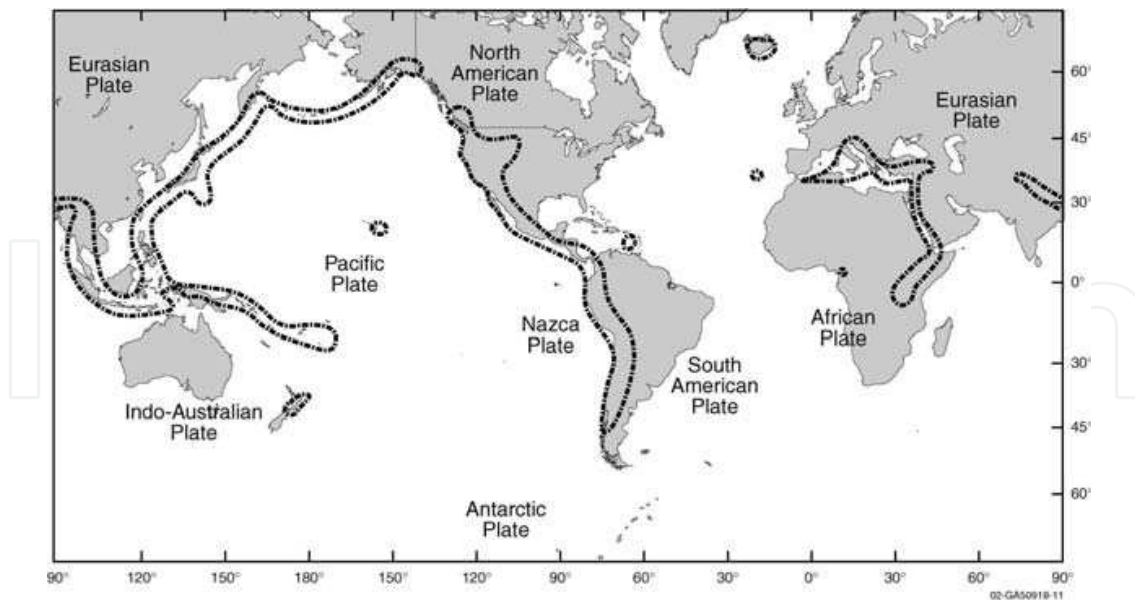 Eurasian
Plate
North
American
Plate
Eurasian
Plate
Pacific
Plate
Nazca
Plate
African
Plate
South
American
Plate
Indo-Australian
Plate
Antarctic
Plate
60°
45°
30°
0°
30°
45°
60°
90° 120° 150° 180° 150° 120° 90° 60° 30° 0° 30° 60° 90°
02-GA50918-11